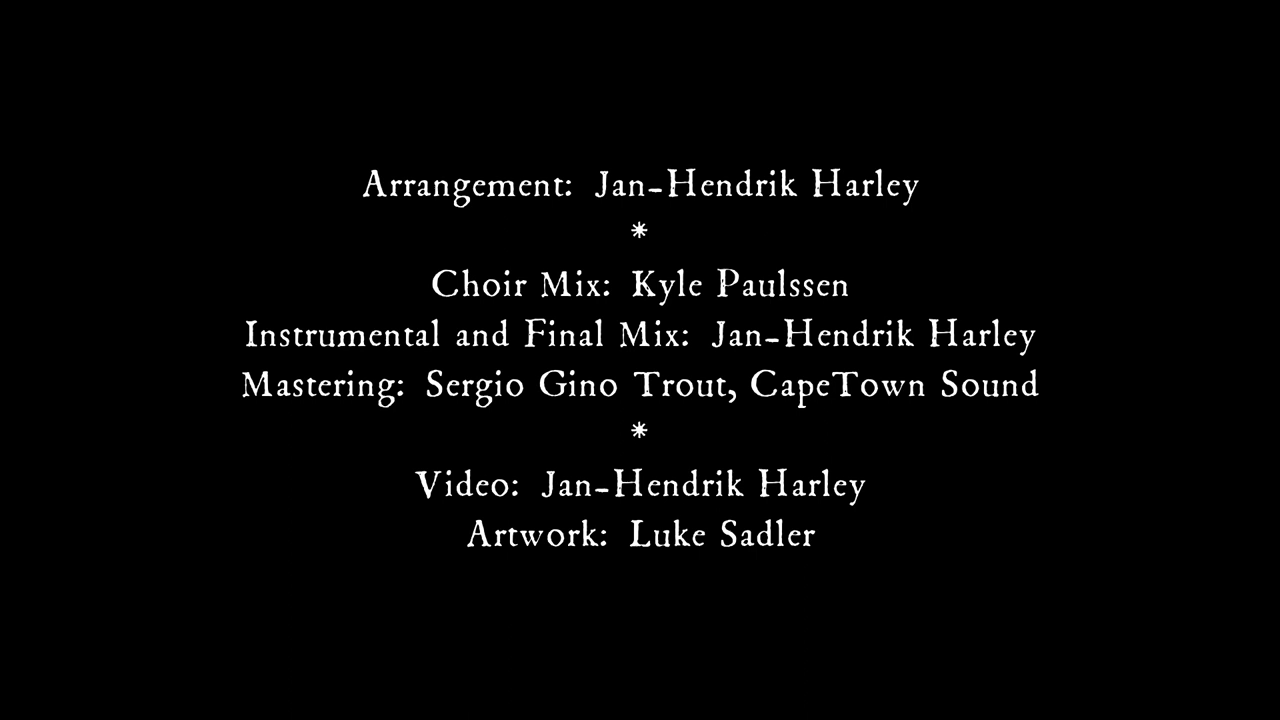 Arrangement: Jan-Hendrik Harley
*
Choir Mix: Kyle Paulssen
Instrumental and Final Mix: Jan-Hendrik Harley
Mastering: Sergio Gino Trout, CapeTown Sound
*
Video: Jan-Hendrik Harley
Artwork: Luke Sadler